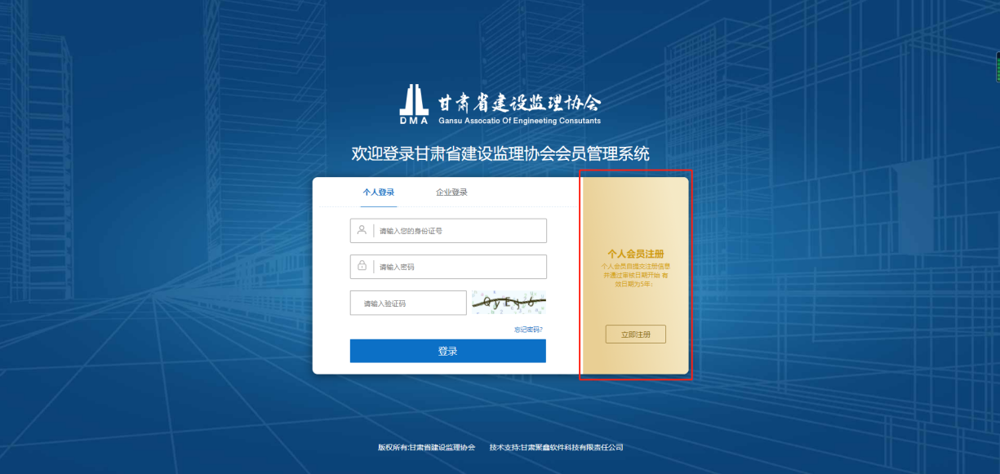 甘肃省建设监理协会
DMA
Gansu Assocatio Of Engineeting Consutants
欢迎登录甘肃省建设监理协会会员管理系统
个人登录 企业登录
请输入您的身份证号
请输入密码
请输入验证码
QyEy6
忘记密码?
登录
个人会员注册
个人会员自提交注册信息
并通过审核日期开始 有
效日期为5年;
立即注册
版权所有:甘肃省建设监理协会 技术支持:甘肃聚鑫软件科技有限责任公司